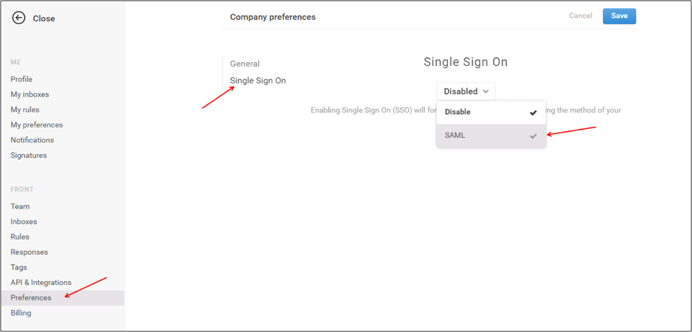 Close
Company preferences
Cancel
Save
ME
Profile
My inboxes
My rules
My preferences
Notifications
Signatures
FRONT
Team
Inboxes
Rules
Responses
Tags
API & Integrations
Preferences
Billing
General
Single Sign On
Single Sign On
Disabled
Enabling Single Sign On (SSO) will for ing the method of your
Disable
SAML